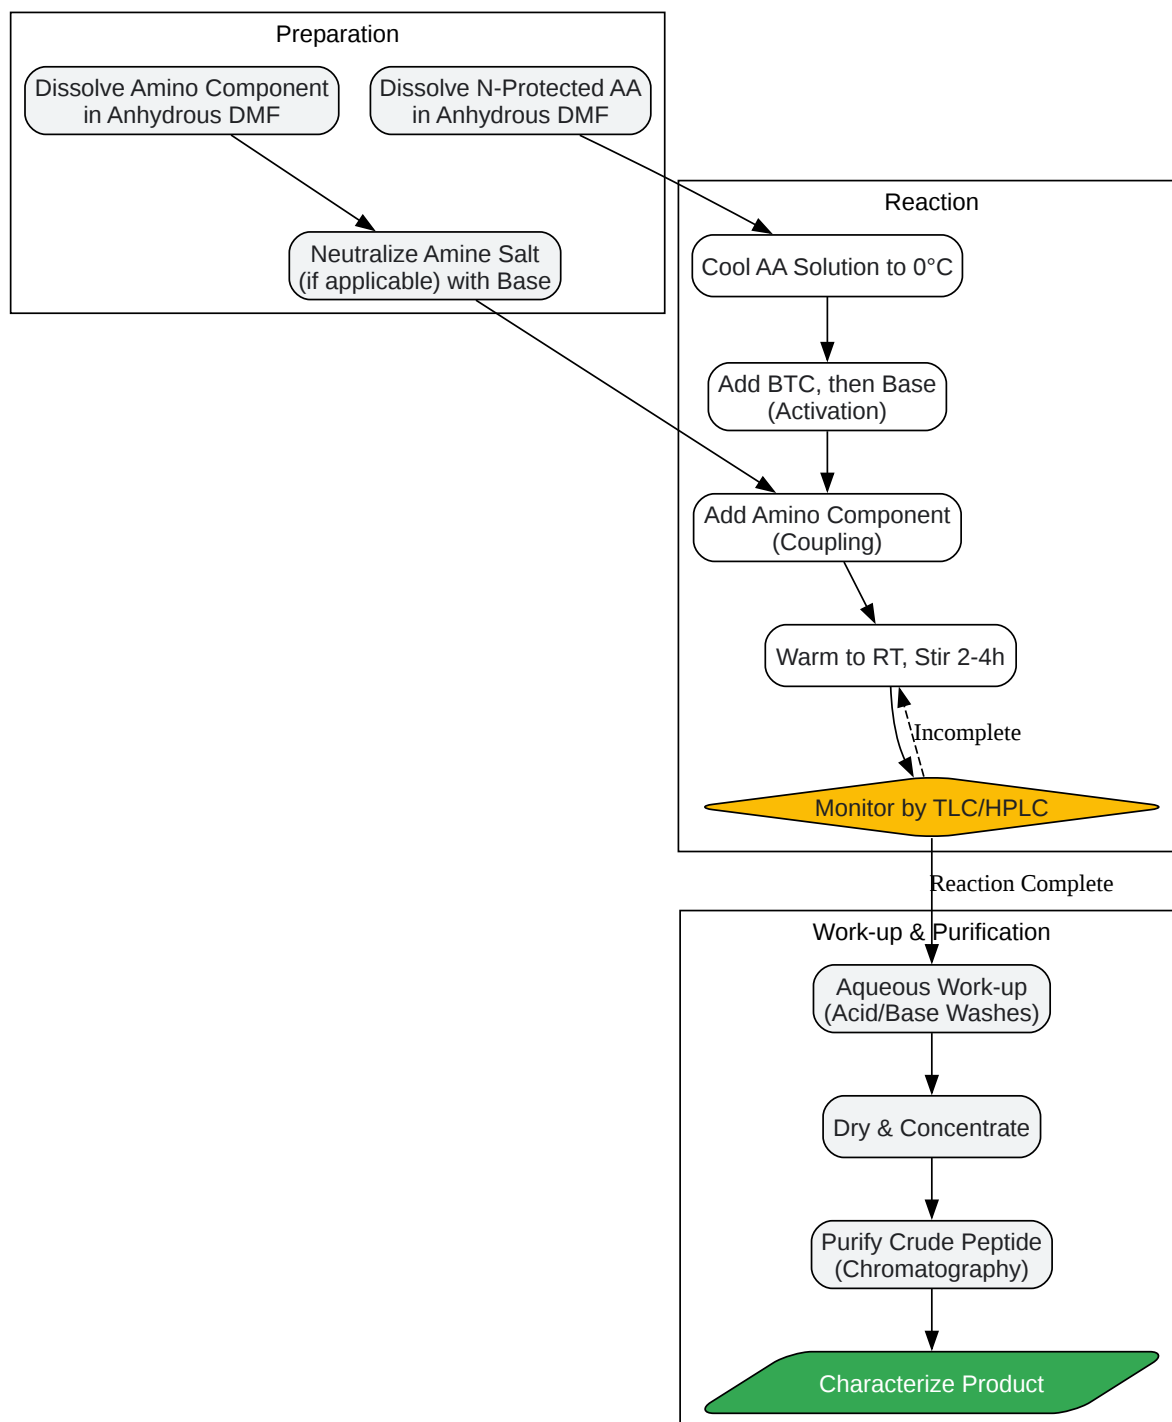 Preparation
Dissolve Amino Component
in Anhydrous DMF
Dissolve N-Protected AA
in Anhydrous DMF
Neutralize Amine Salt
(if applicable) with Base
Reaction
Cool AA Solution to 0°C
Add BTC, then Base
(Activation)
Add Amino Component
(Coupling)
Warm to RT, Stir 2-4h
Incomplete
Monitor by TLC/HPLC
Reaction Complete
Work-up & Purification
Aqueous Work-up
(Acid/Base Washes)
Dry & Concentrate
Purify Crude Peptide
(Chromatography)
Characterize Product